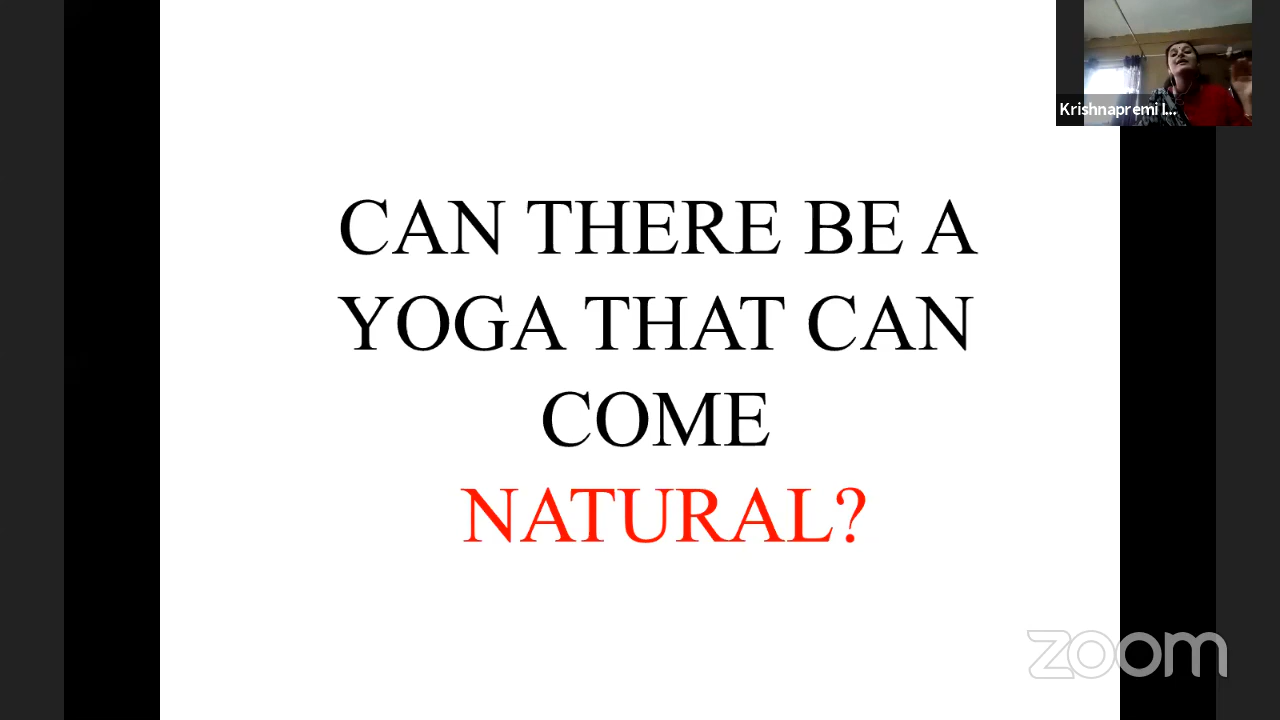 Krishnapremi I...
CAN THERE BE A
YOGA THAT CAN
COME
NATURAL?
zoom